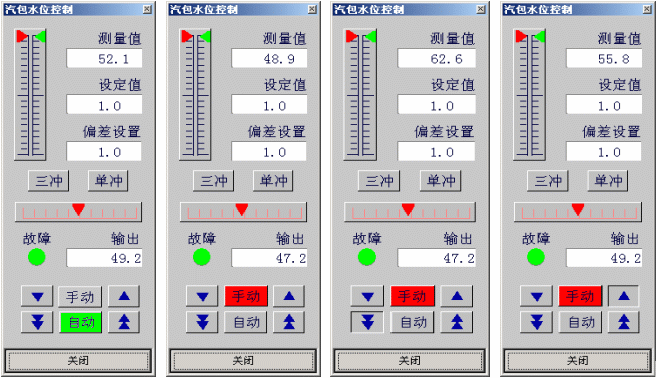 汽包水位控制
测量值
52.1
设定值
1.0
偏差设置
1.0
三冲 单冲
故障 输出
49.2
手动
自动
关闭
汽包水位控制
测量值
48.9
设定值
1.0
偏差设置
1.0
三冲 单冲
故障 输出
47.2
手动
自动
关闭
汽包水位控制
测量值
62.6
设定值
1.0
偏差设置
1.0
三冲 单冲
故障 输出
47.2
手动
自动
关闭
汽包水位控制
测量值
55.8
设定值
1.0
偏差设置
1.0
三冲 单冲
故障 输出
49.2
手动
自动
关闭